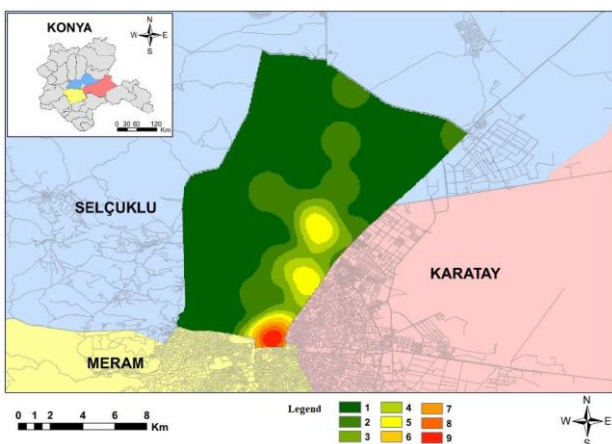 KONYA
N
W E
S
0 30 60 120
Km
SELÇUKLU
KARATAY
MERAM
0 1 2 4 6 8
Km
Legend
1 4 7
2 5 8
3 6 9
N
W E
S